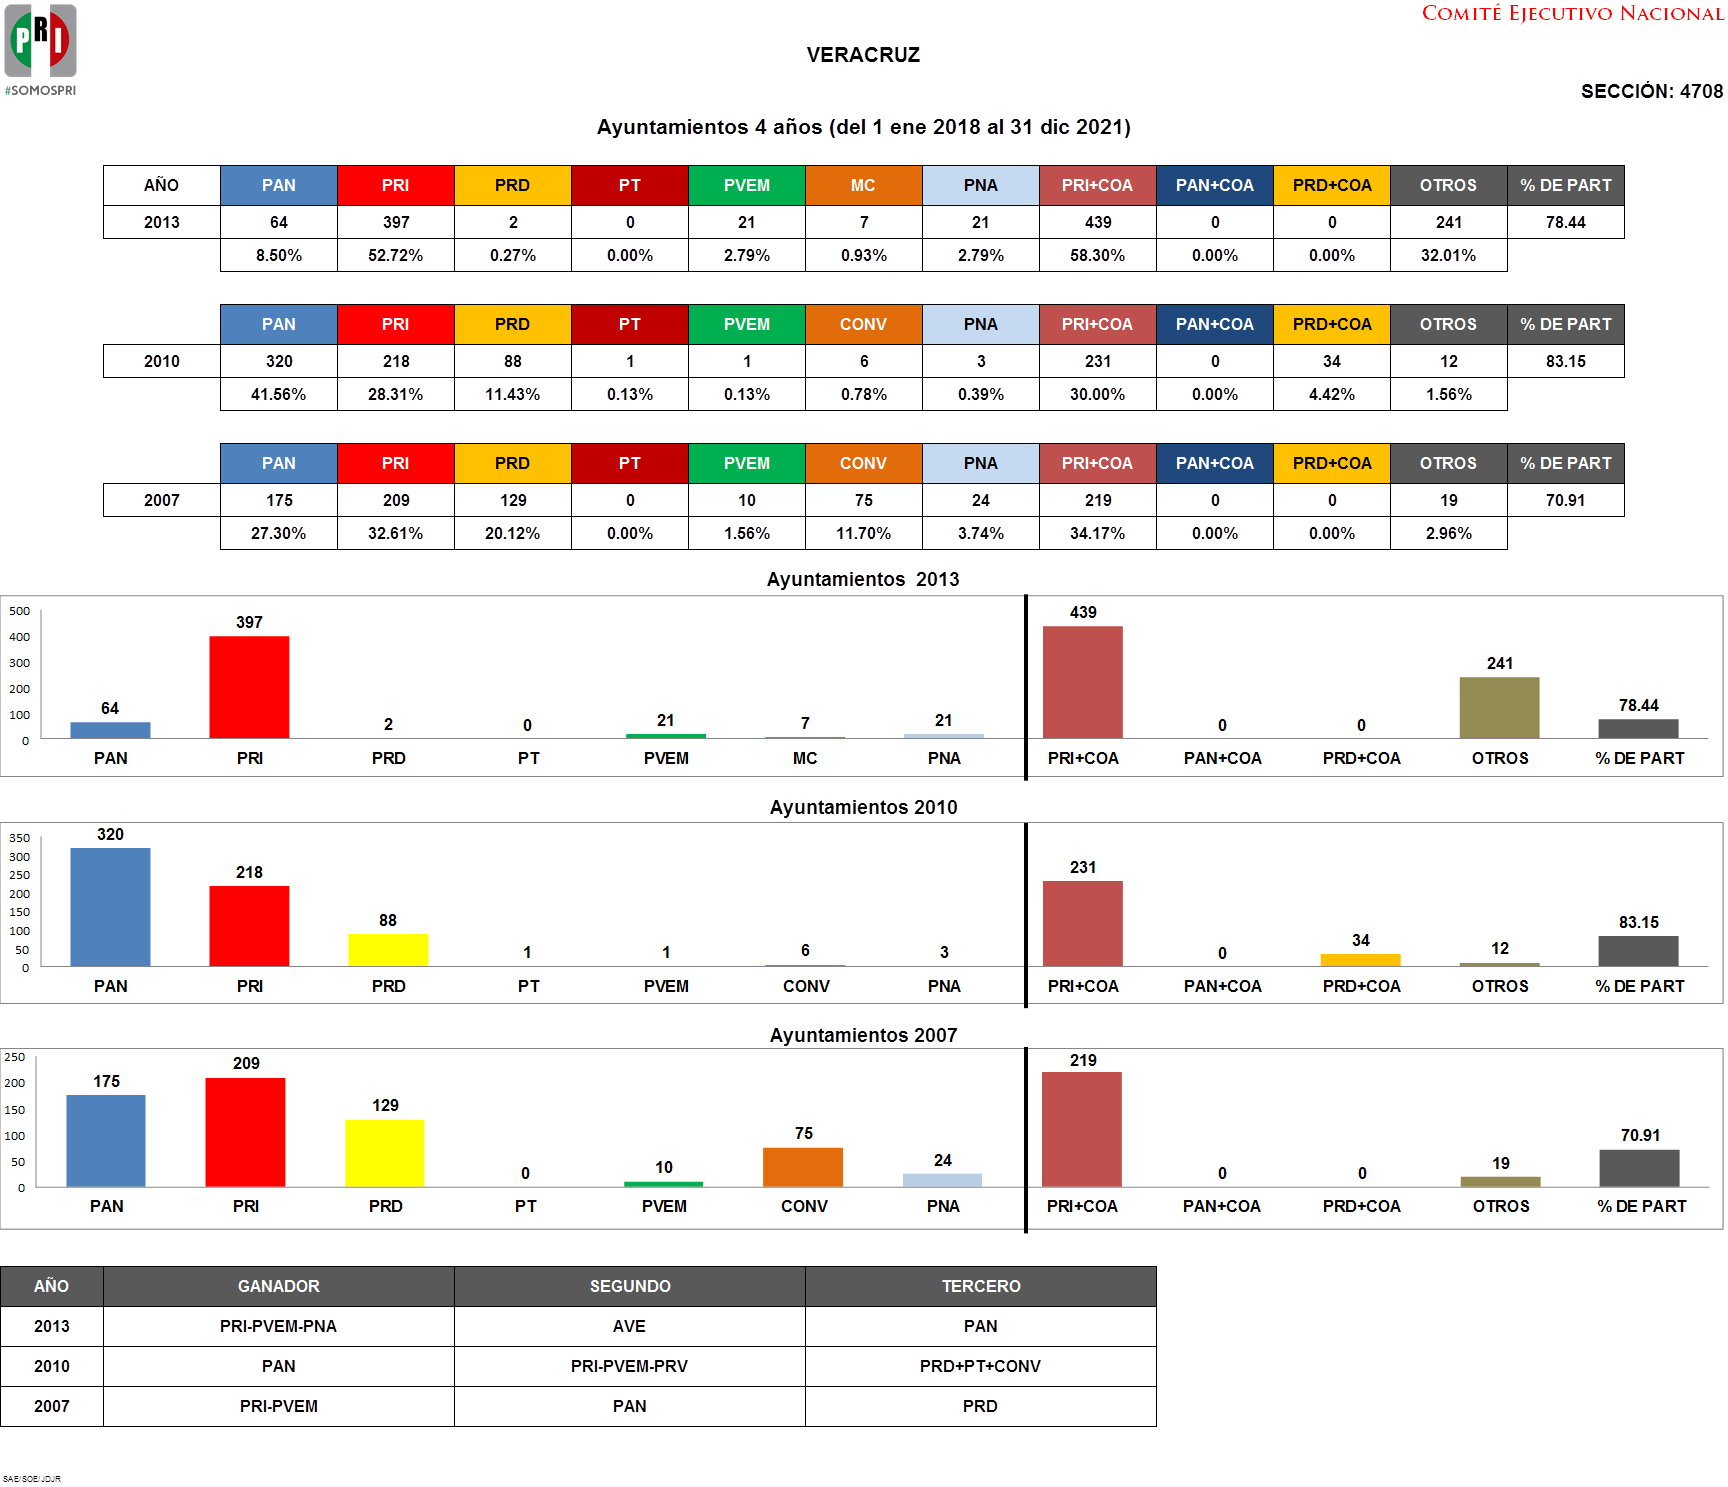 PRI
#SOMOSPRI
COMITÉ EJECUTIVO NACIONAL
VERACRUZ
SECCIÓN: 4708
Ayuntamientos 4 años (del 1 ene 2018 al 31 dic 2021)
AÑO PAN PRI PRD PT PVEM MC PNA PRI+COA PAN+COA PRD+COA OTROS % DE PART
2013 64 397 2 0 21 7 21 439 0 0 241 78.44
8.50% 52.72% 0.27% 0.00% 2.79% 0.93% 2.79% 58.30% 0.00% 0.00% 32.01%
PAN PRI PRD PT PVEM CONV PNA PRI+COA PAN+COA PRD+COA OTROS % DE PART
2010 320 218 88 1 1 6 3 231 0 34 12 83.15
41.56% 28.31% 11.43% 0.13% 0.13% 0.78% 0.39% 30.00% 0.00% 4.42% 1.56%
PAN PRI PRD PT PVEM CONV PNA PRI+COA PAN+COA PRD+COA OTROS % DE PART
2007 175 209 129 0 10 75 24 219 0 0 19 70.91
27.30% 32.61% 20.12% 0.00% 1.56% 11.70% 3.74% 34.17% 0.00% 0.00% 2.96%
Ayuntamientos 2013
500
400
300
200
100
0
64 397 2 0 21 7 21 439 0 0 241 78.44
PAN PRI PRD PT PVEM MC PNA PRI+COA PAN+COA PRD+COA OTROS % DE PART
Ayuntamientos 2010
350
300
250
200
150
100
50
0
320 218 88 1 1 6 3 231 0 34 12 83.15
PAN PRI PRD PT PVEM CONV PNA PRI+COA PAN+COA PRD+COA OTROS % DE PART
Ayuntamientos 2007
250
200
150
100
50
0
175 209 129 0 10 75 24 219 0 0 19 70.91
PAN PRI PRD PT PVEM CONV PNA PRI+COA PAN+COA PRD+COA OTROS % DE PART
AÑO GANADOR SEGUNDO TERCERO
2013 PRI-PVEM-PNA AVE PAN
2010 PAN PRI-PVEM-PRV PRD+PT+CONV
2007 PRI-PVEM PAN PRD
SAE/SOE/JDJR